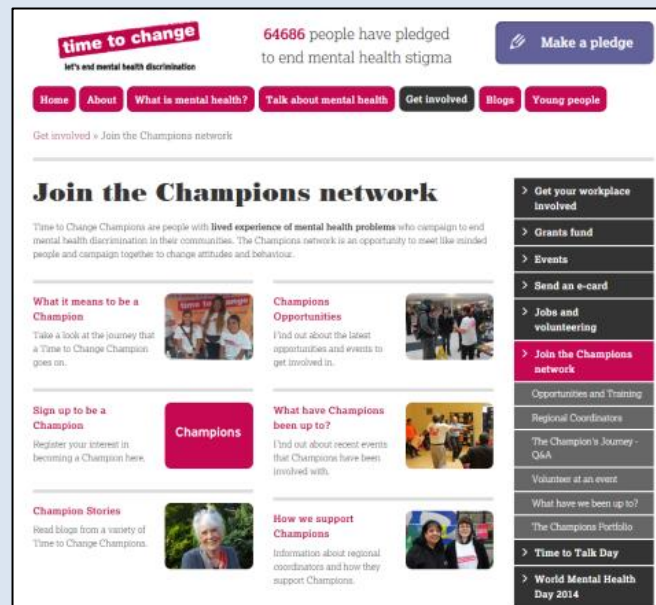 time to change
let's end mental health discrimination
64686 people have pledged
to end mental health stigma
Make a pledge
Home
About
What is mental health?
Talk about mental health
Get involved
Blogs
Young people
Get involved » Join the Champions network
Join the Champions network
Time to Change Champions are people with lived experience of mental health problems who campaign to end
mental health discrimination in their communities. The Champions network is an opportunity to meet like minded
people and campaign together to change attitudes and behaviour.
What it means to be a
Champion
Take a look at the journey that
a Time to Change Champion
goes on.
time to change
Champions
Opportunities
Find out about the latest
opportunities and events to
get involved in.
Sign up to be a
Champion
Register your interest in
becoming a Champion here.
Champions
What have Champions
been up to?
Find out about recent events
that Champions have been
involved with.
Champion Stories
Read blogs from a variety of
Time to Change Champions.
How we support
Champions
Information about regional
coordinators and how they
support Champions.
> Get your workplace
involved
> Grants fund
> Events
> Send an e-card
> Jobs and
volunteering
> Join the Champions
network
Opportunities and Training
Regional Coordinators
The Champion's Journey -
Q&A
Volunteer at an event
What have we been up to?
The Champions Portfolio
> Time to Talk Day
> World Mental Health
Day 2014